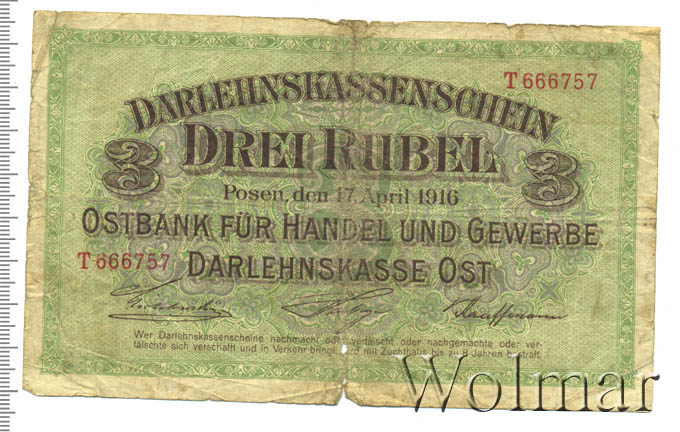 T 666757
DARLEHNSKASSENSCHEIN
3 DREI RUBEL 3
Posen, den 17. April 1916
OSTBANK FÜR HANDEL UND GEWERBE
T 666757 DARLEHNSKASSE OST
Kauffmann
Wer Darlehnskassenscheine nachmacht oder verfälscht oder nachgemachte oder ver-
fälschte sich verschafft und in Verkehr bringt, wird mit Zuchthaus bis zu 8 Jahren bestraft.
Wolmar